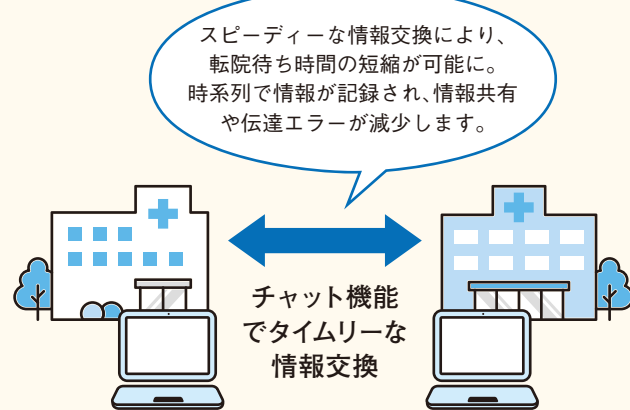 スピーディーな情報交換により、
転院待ち時間の短縮が可能に。
時系列で情報が記録され、情報共有
や伝達エラーが減少します。
チャット機能
でタイムリーな
情報交換